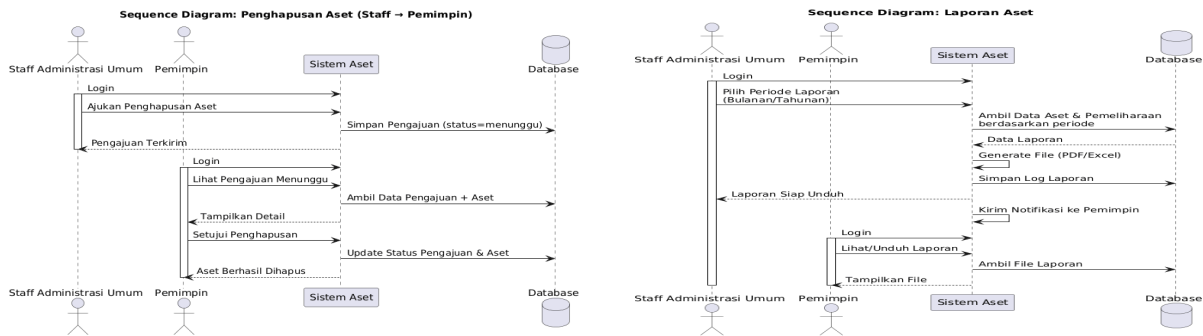 Sequence Diagram: Penghapusan Aset (Staff → Pemimpin)
Staff Administrasi Umum
Pemimpin
Sistem Aset
Database
Login
Ajukan Penghapusan Aset
Simpan Pengajuan (status=menunggu)
Pengajuan Terkirim
Login
Lihat Pengajuan Menunggu
Ambil Data Pengajuan + Aset
Tampilkan Detail
Setujui Penghapusan
Update Status Pengajuan & Aset
Aset Berhasil Dihapus
Staff Administrasi Umum
Pemimpin
Sistem Aset
Database
Sequence Diagram: Laporan Aset
Staff Administrasi Umum
Pemimpin
Sistem Aset
Database
Login
Pilih Periode Laporan
(Bulanan/Tahunan)
Ambil Data Aset & Pemeliharaan
berdasarkan periode
Data Laporan
Generate File (PDF/Excel)
Simpan Log Laporan
Laporan Siap Unduh
Kirim Notifikasi ke Pemimpin
Login
Lihat/Unduh Laporan
Ambil File Laporan
Tampilkan File
Staff Administrasi Umum
Pemimpin
Sistem Aset
Database